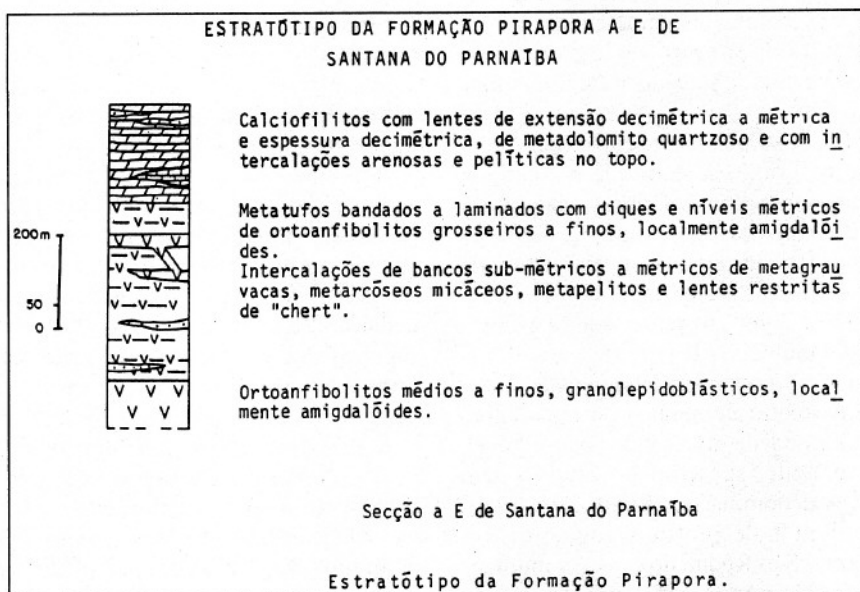 ESTRATÓTIPO DA FORMAÇÃO PIRAPORA A E DE
SANTANA DO PARNAÍBA
Calciofilitos com lentes de extensão decimétrica a métrica
e espessura decimétrica, de metadolomito quartzoso e com in
tercalações arenosas e pelíticas no topo.
Metatufos bandados a laminados com diques e níveis métricos
de ortoanfibolitos grosseiros a finos, localmente amigdalói
des.
Intercalações de bancos sub-métricos a métricos de metagrau
vacas, metarcóseos micáceos, metapelitos e lentes restritas
de "chert".
200m
50
0
Ortoanfibolitos médios a finos, granolepidoblásticos, local
mente amigdalóides.
Secção a E de Santana do Parnaíba
Estratótipo da Formação Pirapora.